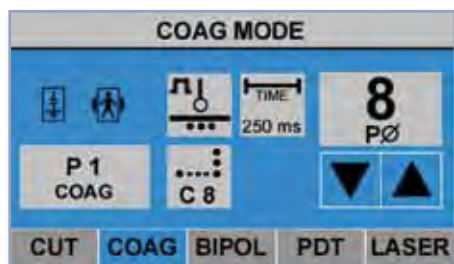 COAG MODE
TIME
250 ms
8
PØ
P 1
COAG
C 8
CUT COAG BIPOL PDT LASER